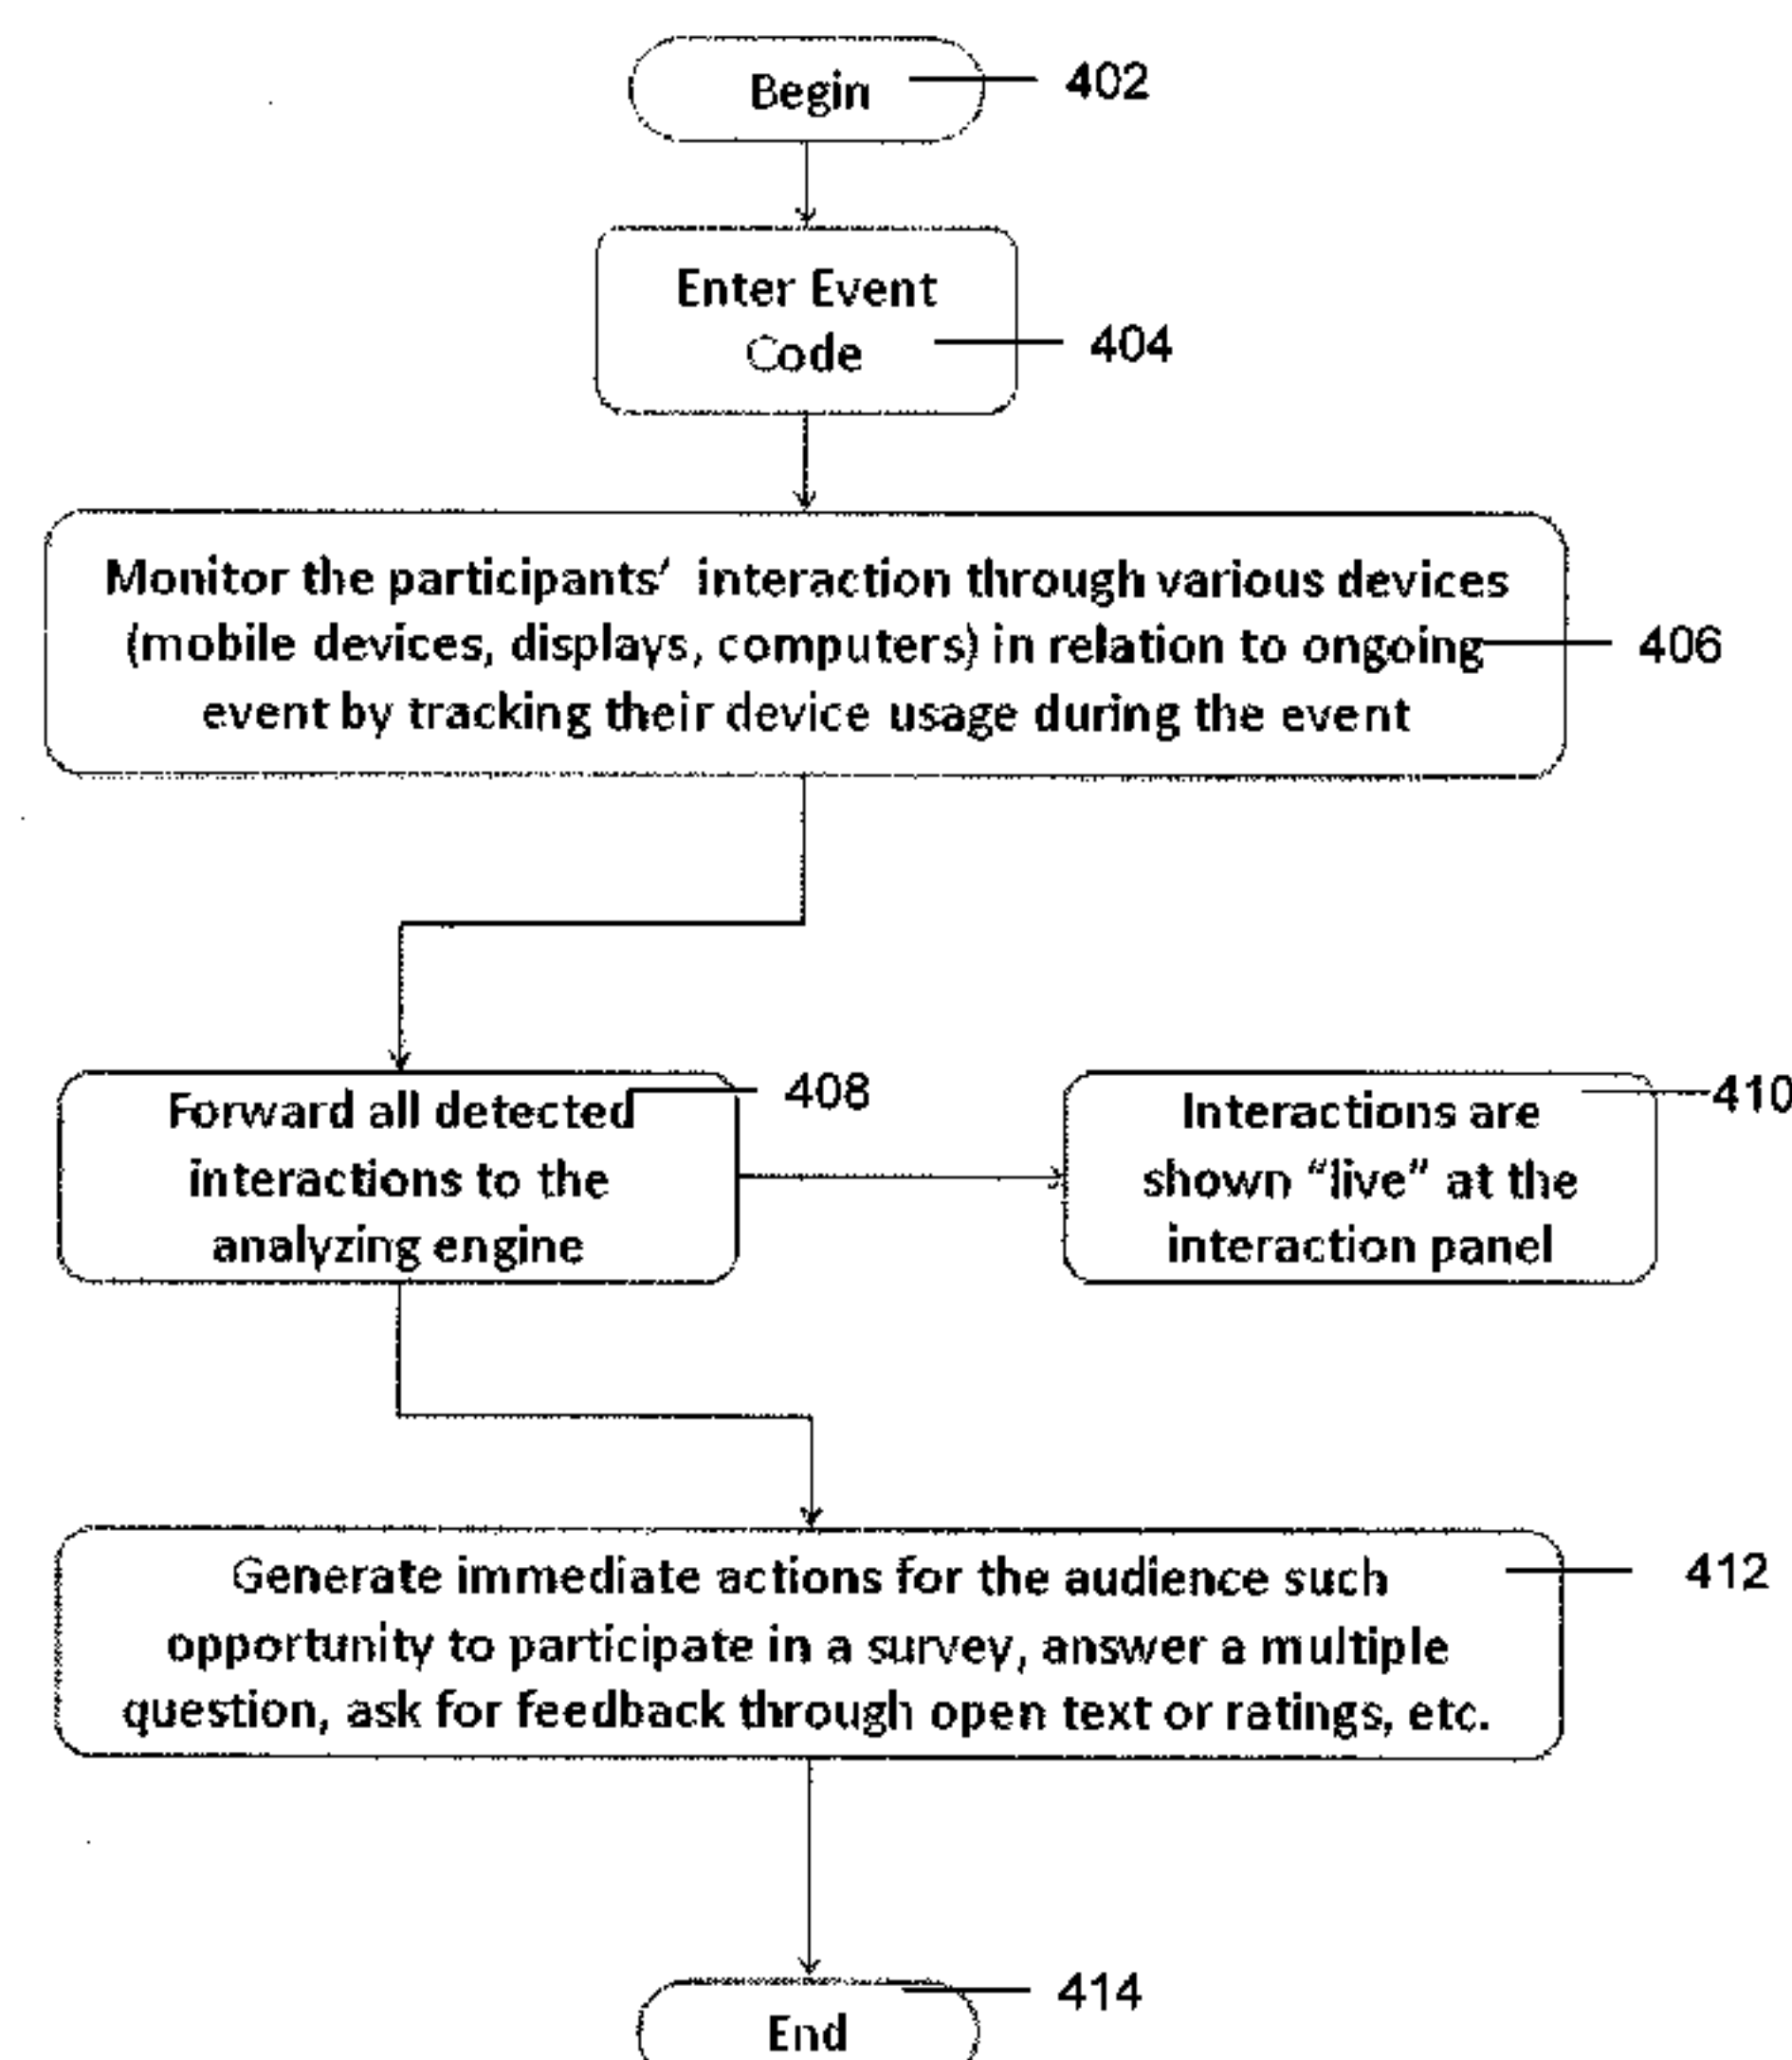 Begin
402
Enter Event
Code
404
Monitor the participants' interaction through various devices
(mobile devices, displays, computers) in relation to ongoing
event by tracking their device usage during the event
406
Forward all detected
interactions to the
analyzing engine
408
Interactions are
shown "live" at the
interaction panel
410
Generate immediate actions for the audience such
opportunity to participate in a survey, answer a multiple
question, ask for feedback through open text or ratings, etc.
412
End
414